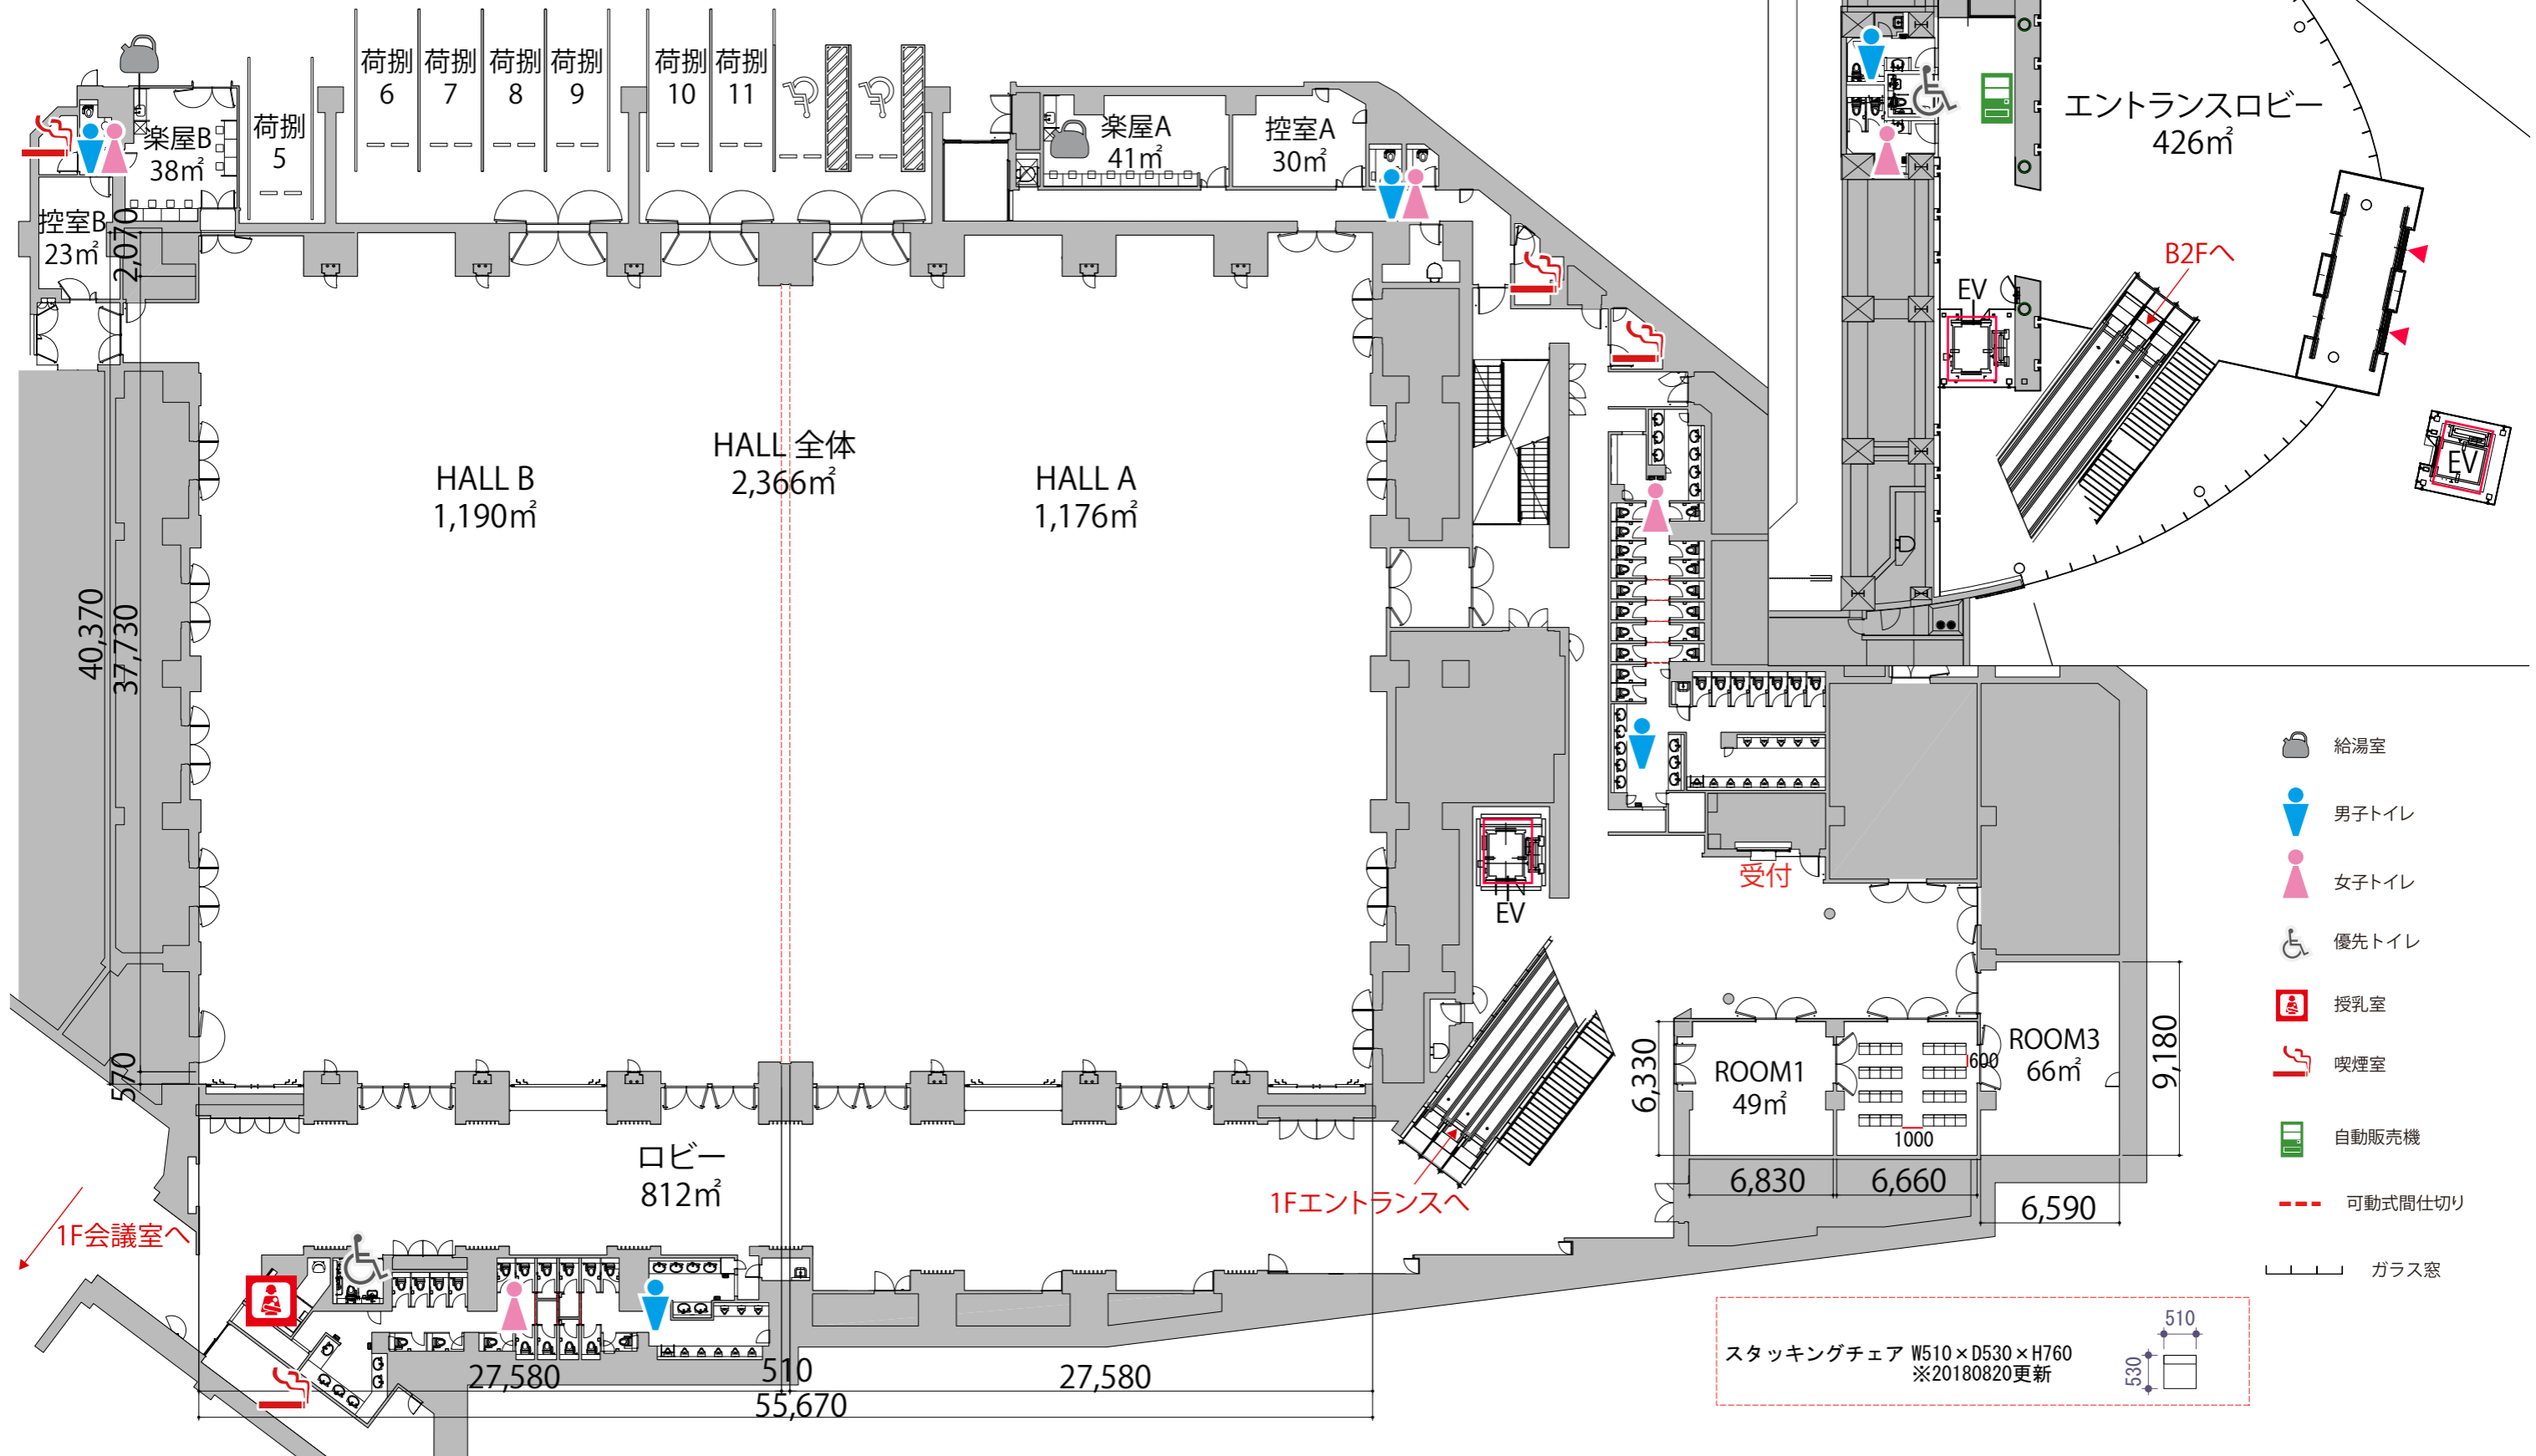 荷捌
6
荷捌
7
荷捌
8
荷捌
9
荷捌
10
荷捌
11
荷捌
5
楽屋B
38㎡
控室B
23㎡
楽屋A
41㎡
控室A
30㎡
エントランスロビー
426㎡
B2Fへ
EV
EV
2,070
HALL 全体
2,366㎡
HALL B
1,190㎡
HALL A
1,176㎡
40,370
37,730
570
受付
EV
ROOM1
49㎡
6,330
600
1000
ROOM3
66㎡
9,180
6,830
6,660
6,590
ロビー
812㎡
1Fエントランスへ
1F会議室へ
27,580
510
27,580
55,670
給湯室
男子トイレ
女子トイレ
優先トイレ
授乳室
喫煙室
自動販売機
可動式間仕切り
ガラス窓
スタッキングチェア W510×D530×H760
※20180820更新
510
530